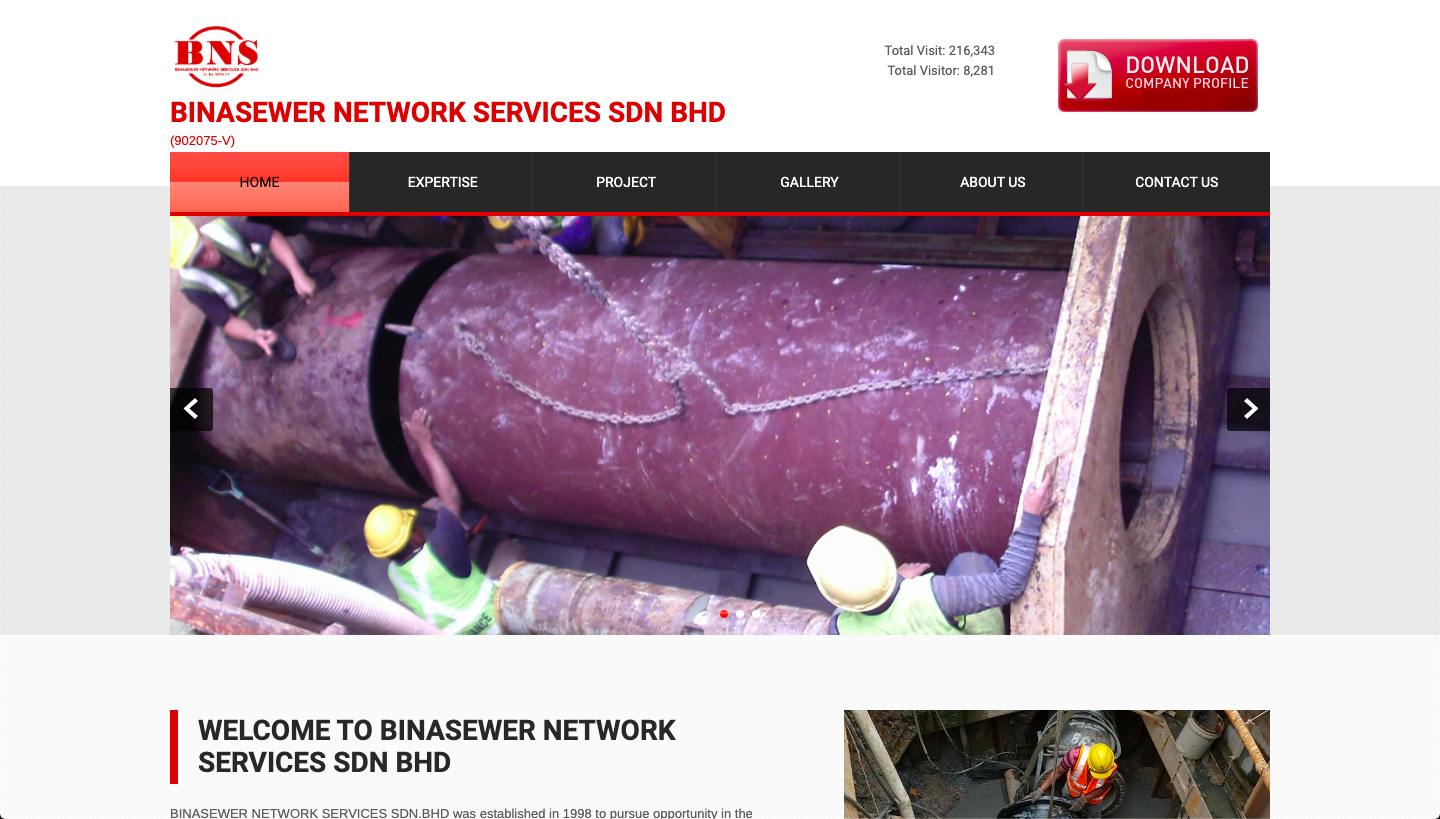 BNS
BINASEWER NETWORK SERVICES SDN BHD
Total Visit: 216,343
Total Visitor: 8,281
DOWNLOAD
COMPANY PROFILE
BINASEWER NETWORK SERVICES SDN BHD
(902075-V)
HOME
EXPERTISE
PROJECT
GALLERY
ABOUT US
CONTACT US
WELCOME TO BINASEWER NETWORK
SERVICES SDN BHD
BINASEWER NETWORK SERVICES SDN.BHD was established in 1998 to pursue opportunity in the